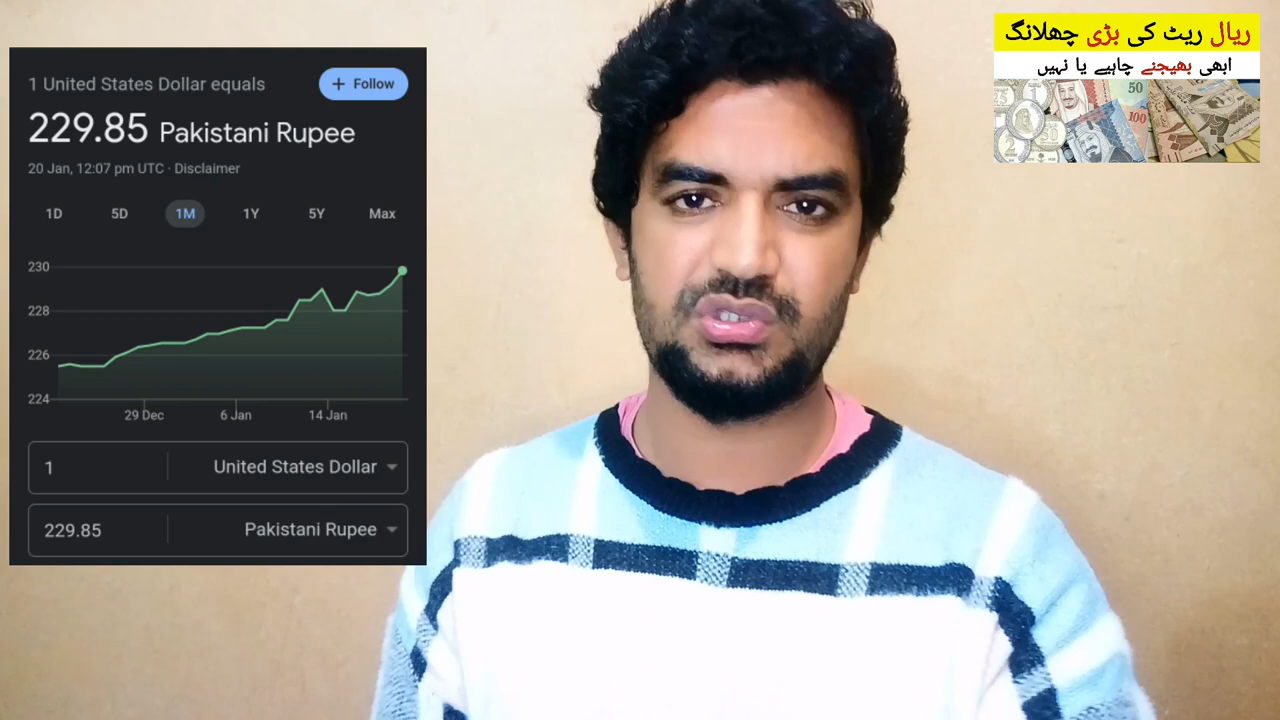 1 United States Dollar equals
+ Follow
229.85 Pakistani Rupee
20 Jan, 12:07 pm UTC · Disclaimer
1D 5D 1M 1Y 5Y Max
230
228
226
224
29 Dec 6 Jan 14 Jan
1 United States Dollar
229.85 Pakistani Rupee
ریال ریٹ کی بڑی چھلانگ
ابھی بھیجنے چاہیے یا نہیں
50
100